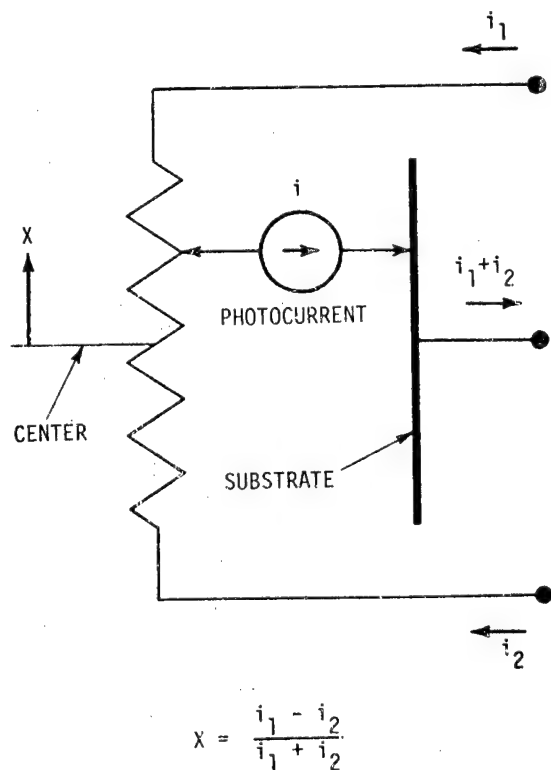 i₁
X
i
i₁+i₂
PHOTOCURRENT
CENTER
SUBSTRATE
i₂
X = (i₁ - i₂) / (i₁ + i₂)